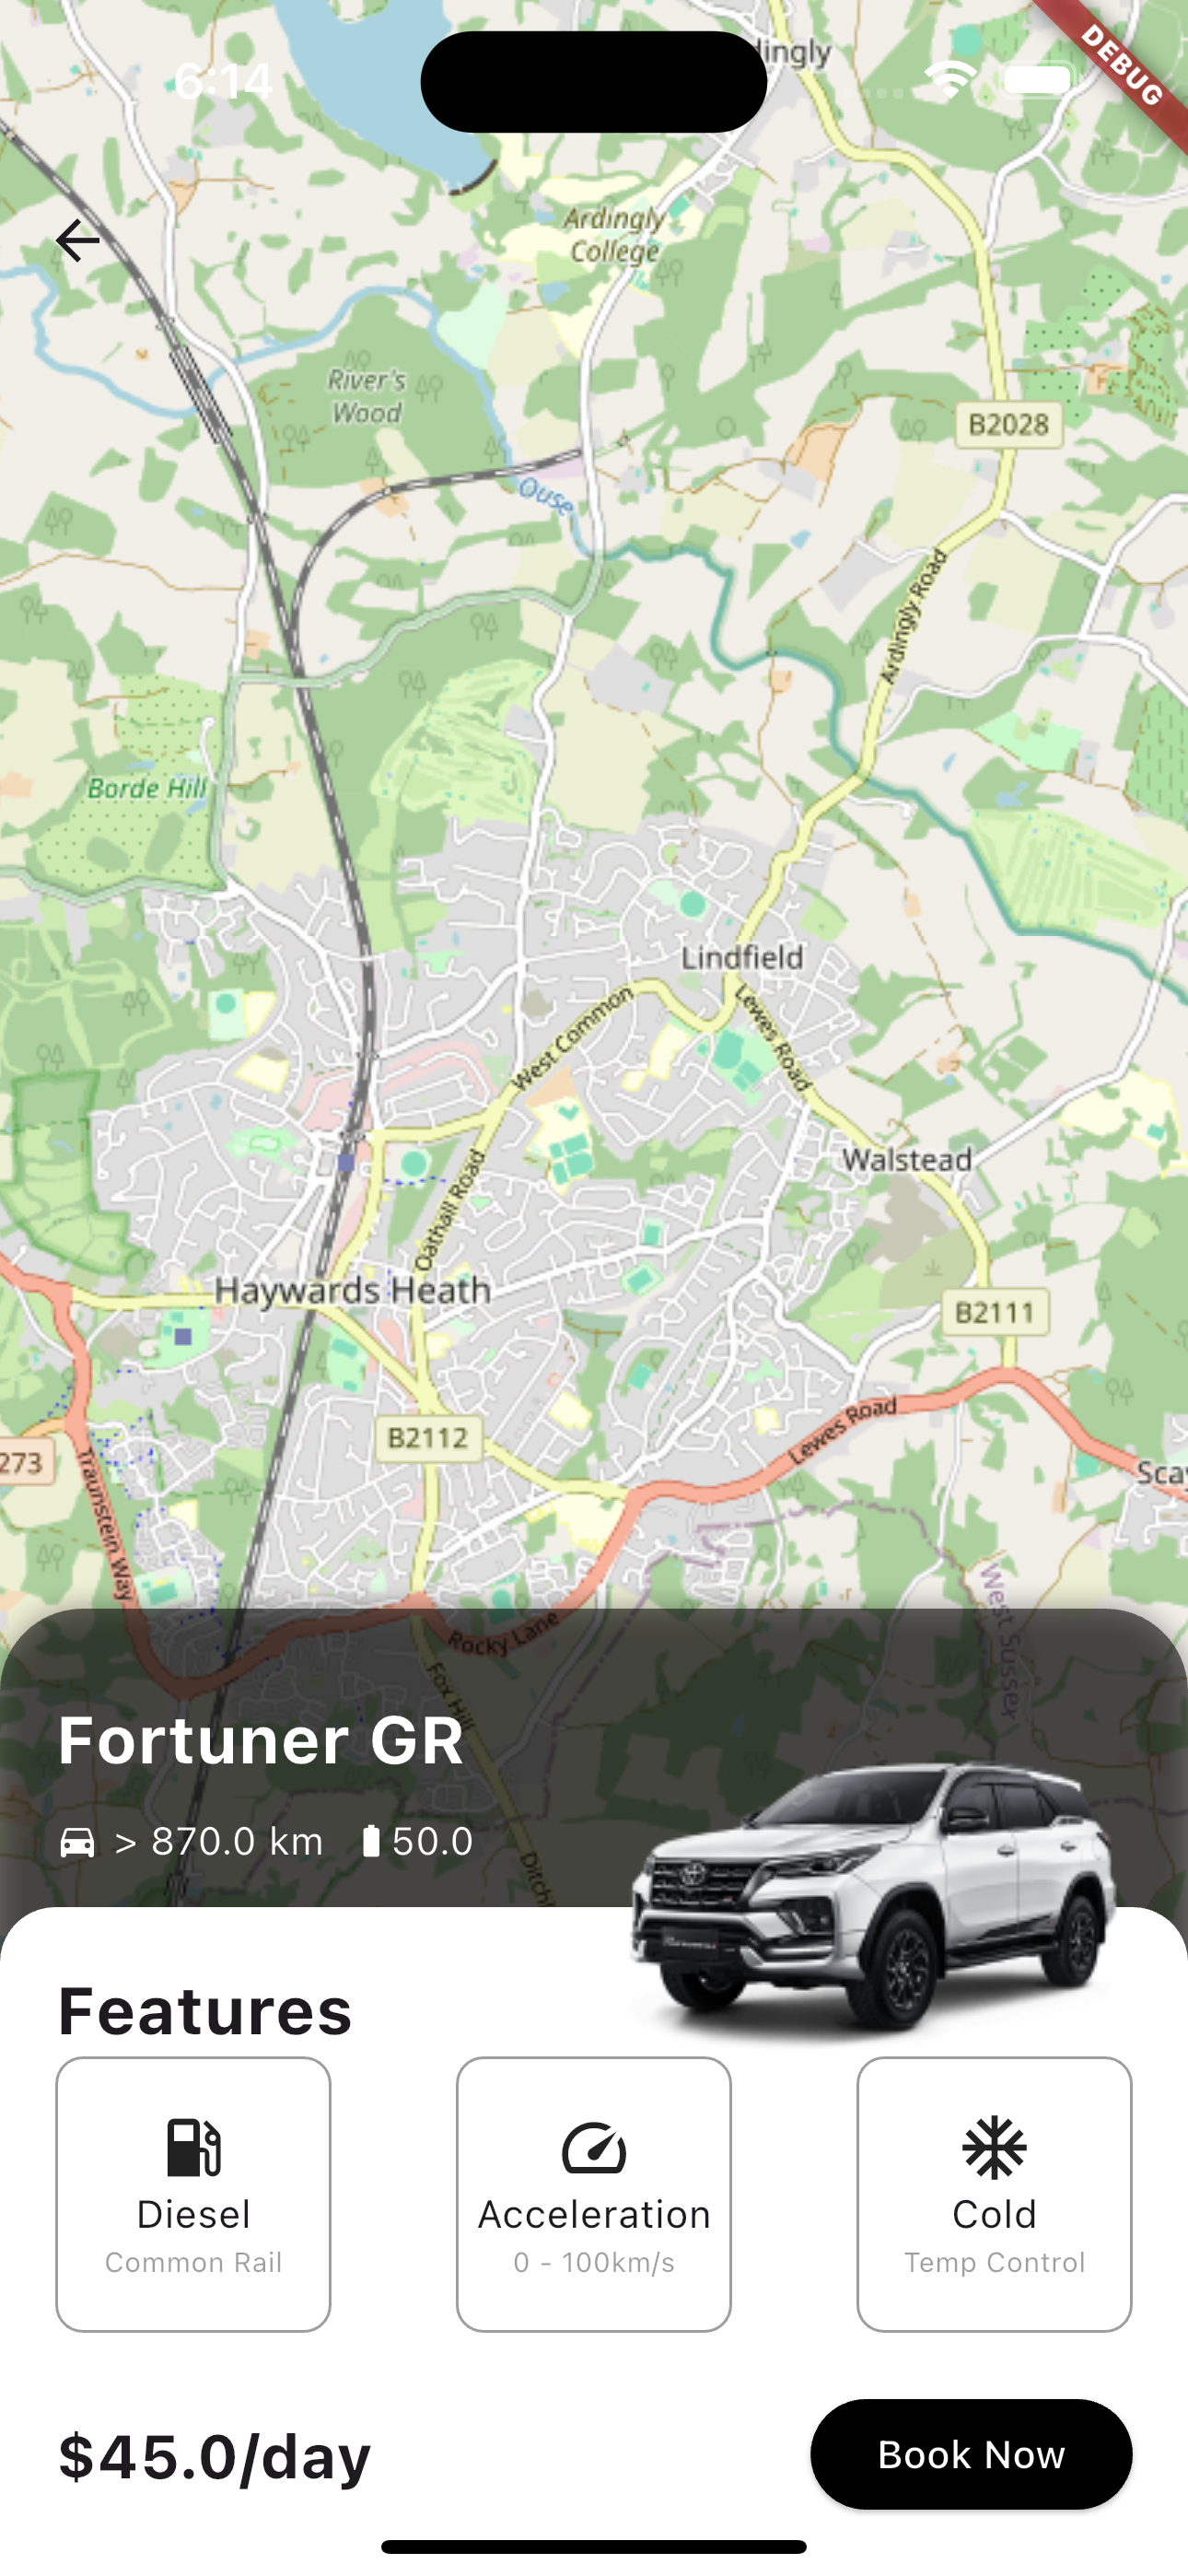 6:14
dingly
DEBUG
Ardingly
College
River's
Wood
B2028
Ouse
Ardingly Road
Borde Hill
Lindfield
West Common
Lewes Road
Walstead
Oathall Road
Haywards Heath
B2111
B2112
Lewes Road
273
Scay
Traunstein Way
Rocky Lane
West Sussex
Fox Hill
Fortuner GR
> 870.0 km 50.0
Ditchl
Features
Diesel
Common Rail
Acceleration
0 - 100km/s
Cold
Temp Control
$45.0/day
Book Now